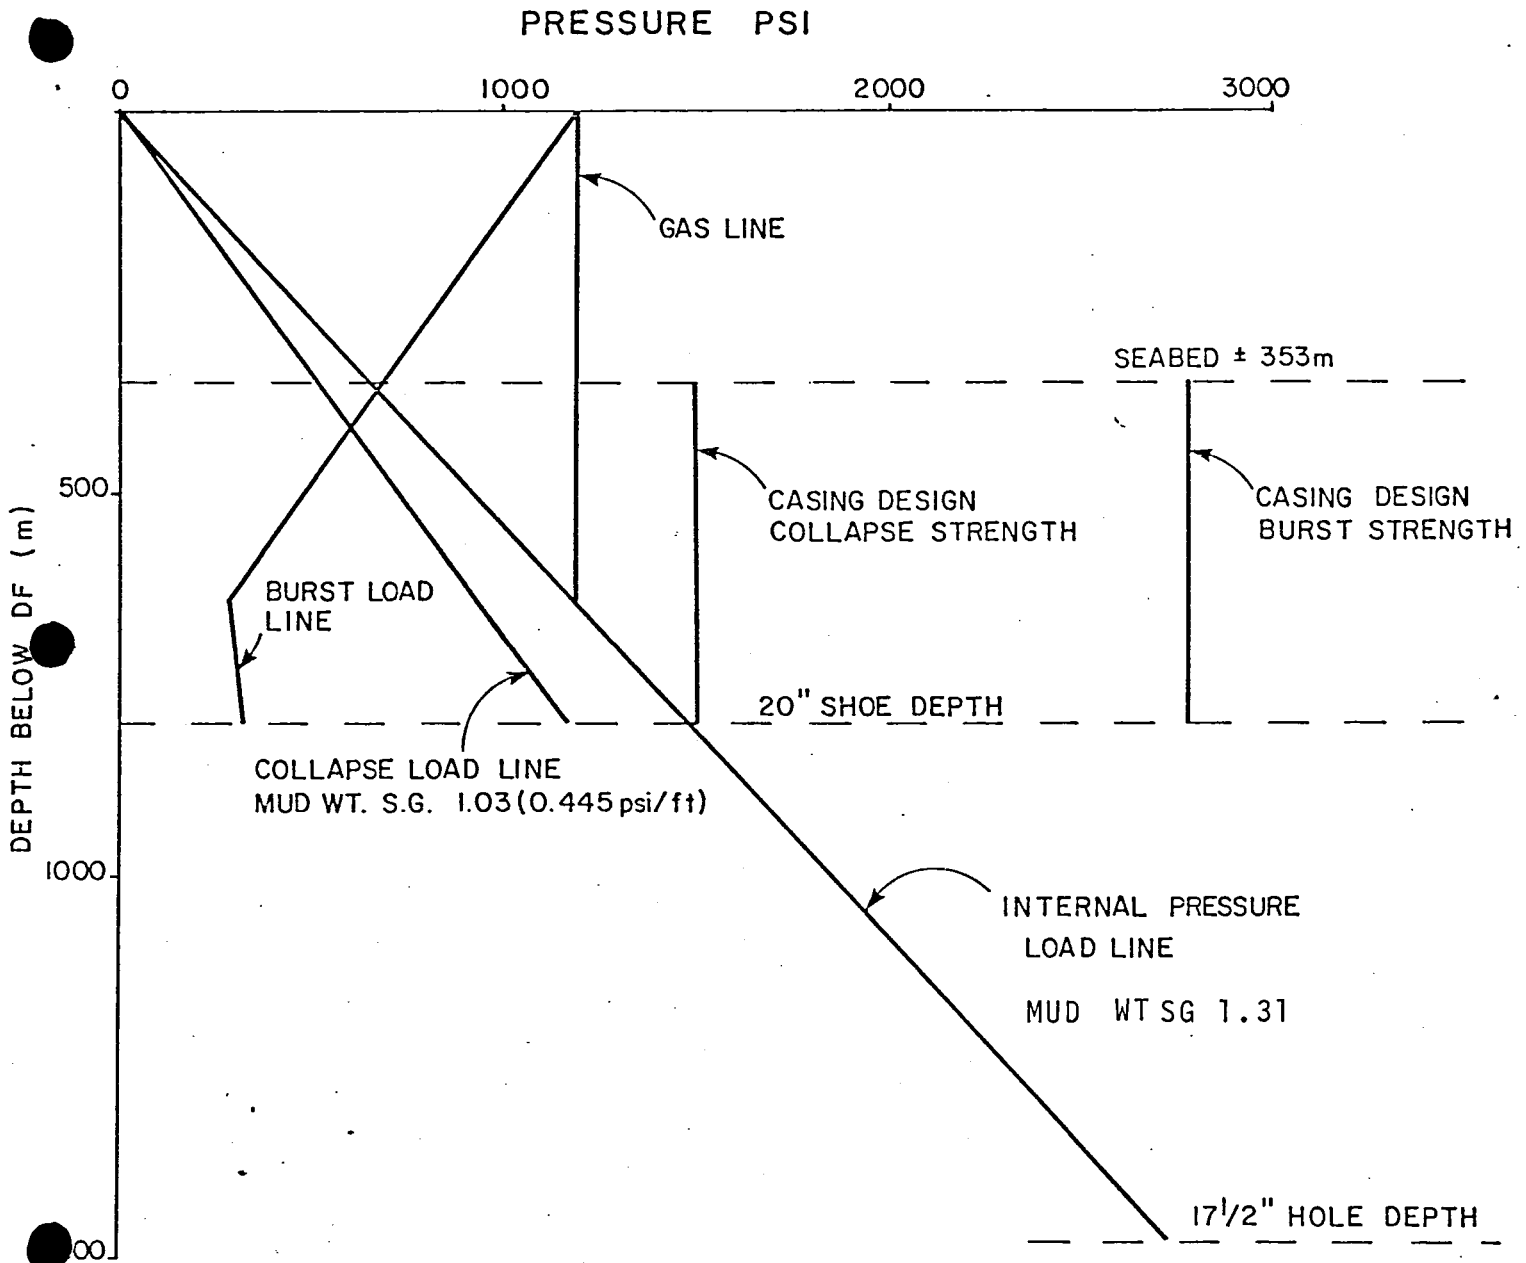 PRESSURE PSI
0 1000 2000 3000
GAS LINE
SEABED ± 353m
500
CASING DESIGN
COLLAPSE STRENGTH
CASING DESIGN
BURST STRENGTH
DEPTH BELOW DF (m)
BURST LOAD
LINE
20" SHOE DEPTH
COLLAPSE LOAD LINE
MUD WT. S.G. 1.03 (0.445 psi/ft)
1000
INTERNAL PRESSURE
LOAD LINE
MUD WT SG 1.31
17 1/2" HOLE DEPTH
00